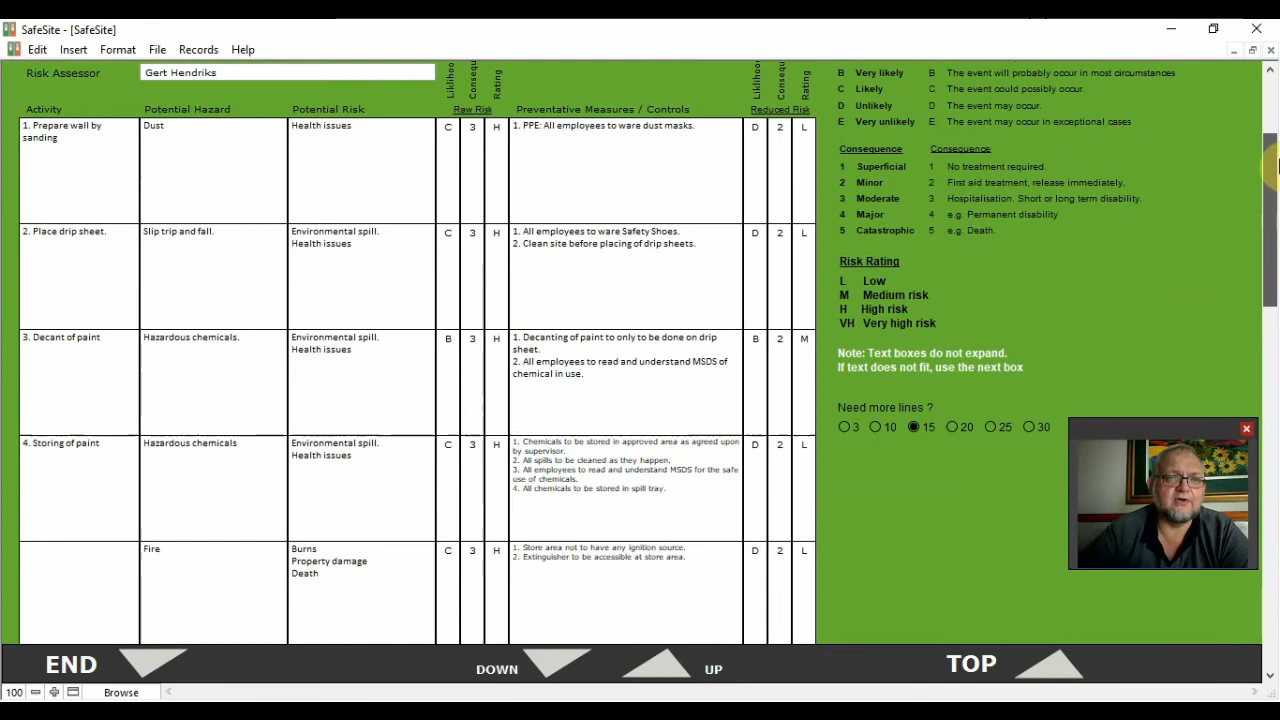 SafeSite - [SafeSite]
Edit Insert Format File Records Help
Risk Assessor Gert Hendriks
Rating
Rating
Activity Potential Hazard Potential Risk Raw Risk Preventative Measures / Controls Reduced Risk
1. Prepare wall by
sanding
Dust
Health issues
C 3 H
1. PPE: All employees to ware dust masks.
D 2 L
2. Place drip sheet.
Slip trip and fall.
Environmental spill.
Health issues
C 3 H
1. All employees to ware Safety Shoes.
2. Clean site before placing of drip sheets.
D 2 L
3. Decant of paint
Hazardous chemicals.
Environmental spill.
Health issues
B 3 H
1. Decanting of paint to only to be done on drip
sheet.
2. All employees to read and understand MSDS of
chemical in use.
B 2 M
4. Storing of paint
Hazardous chemicals
Environmental spill.
Health issues
C 3 H
1. Chemicals to be stored in approved area as agreed upon
by supervisor.
2. All spills to be cleaned as they happen.
3. All employees to read and understand MSDS for the safe
use of chemicals.
4. All chemicals to be stored in spill tray.
D 2 L
Fire
Burns
Property damage
Death
C 3 H
1. Store area not to have any ignition source.
2. Extinguisher to be accessible at store area.
D 2 L
B Very likely B The event will probably occur in most circumstances
C Likely C The event could possibly occur.
D Unlikely D The event may occur.
E Very unlikely E The event may occur in exceptional cases
Consequence Consequence
1 Superficial 1 No treatment required.
2 Minor 2 First aid treatment, release immediately,
3 Moderate 3 Hospitalisation. Short or long term disability.
4 Major 4 e.g. Permanent disability
5 Catastrophic 5 e.g. Death.
Risk Rating
L Low
M Medium risk
H High risk
VH Very high risk
Note: Text boxes do not expand.
If text does not fit, use the next box
Need more lines ?
3 10 15 20 25 30
END DOWN UP TOP
100 Browse